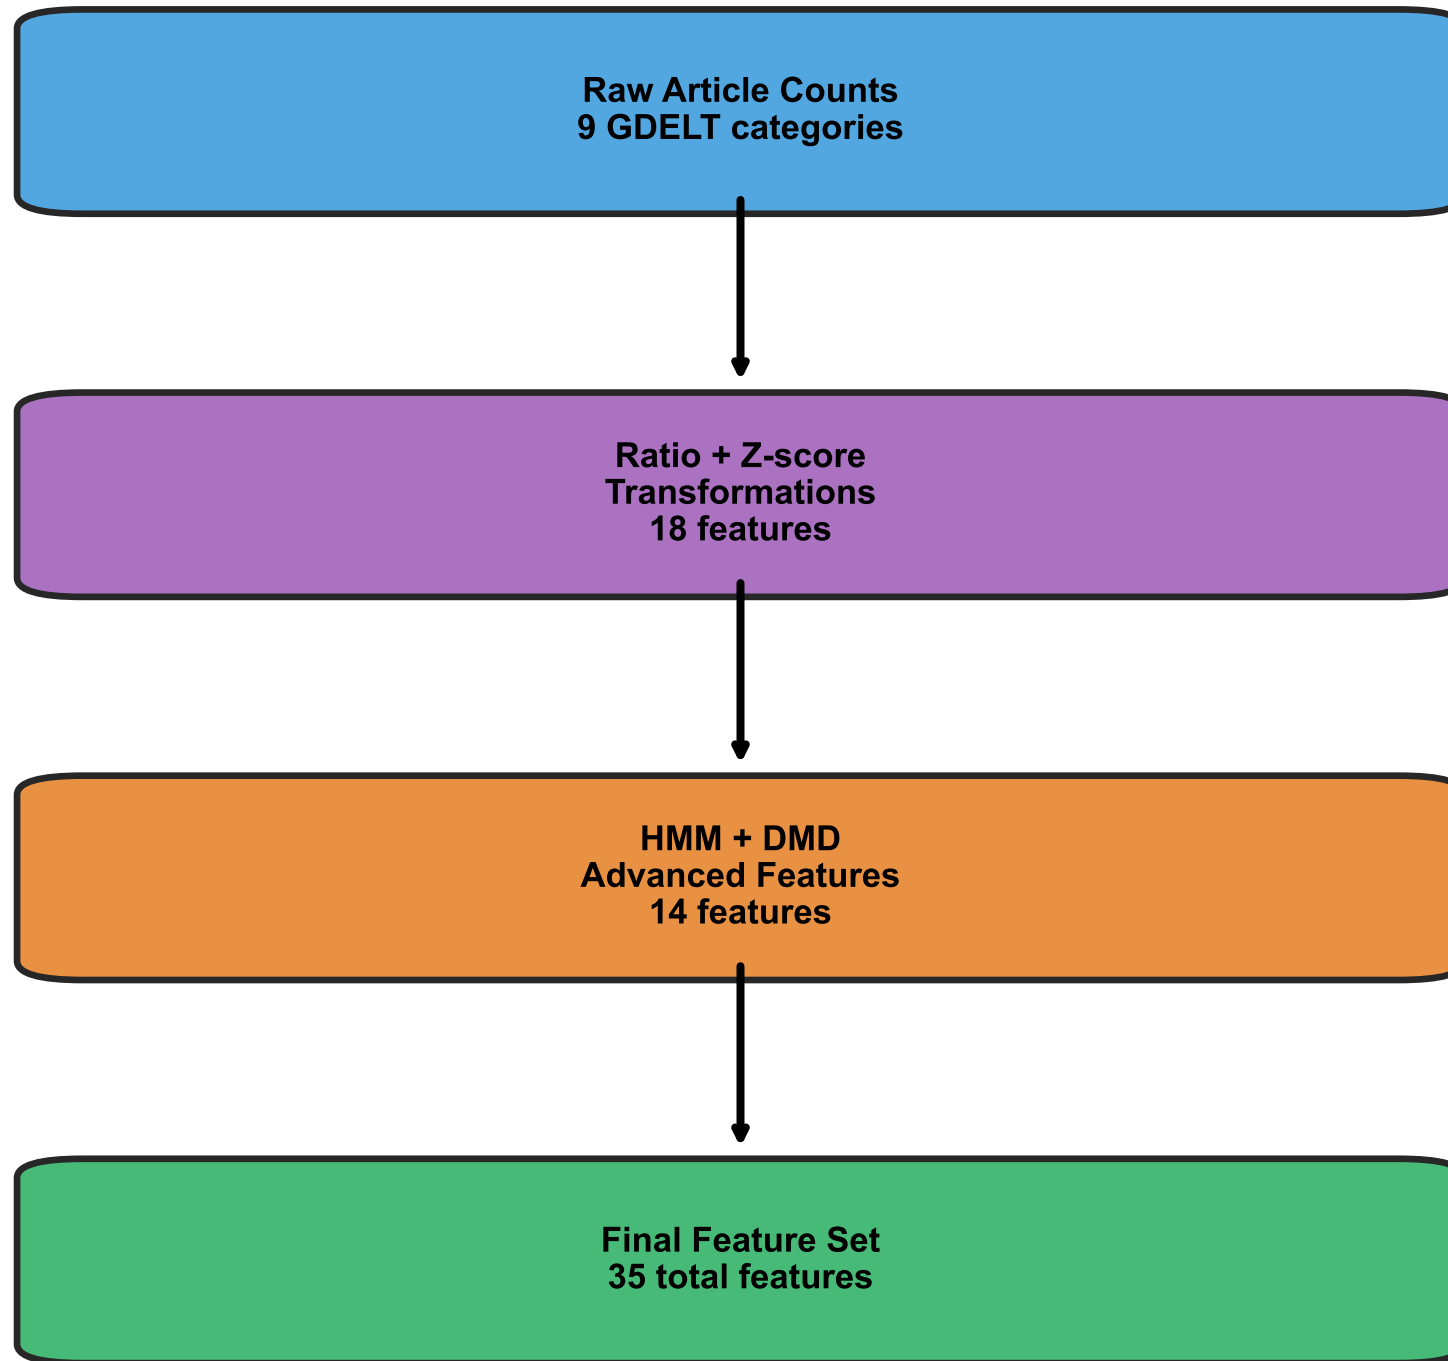 Raw Article Counts
9 GDELT categories
Ratio + Z-score
Transformations
18 features
HMM + DMD
Advanced Features
14 features
Final Feature Set
35 total features